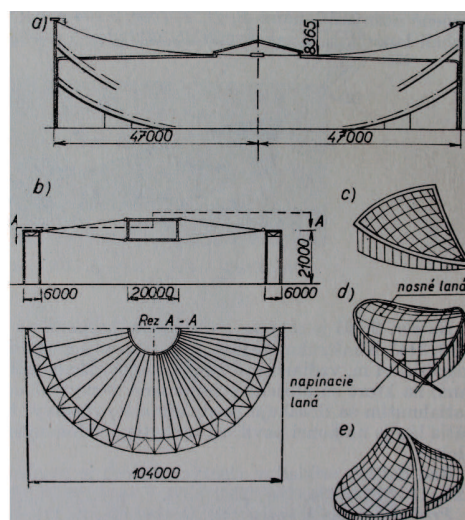 a)
8365
47000
47000
b)
A
A
21000
6000
20000
6000
Rez A - A
104000
c)
d)
nosné laná
napínacie
laná
e)